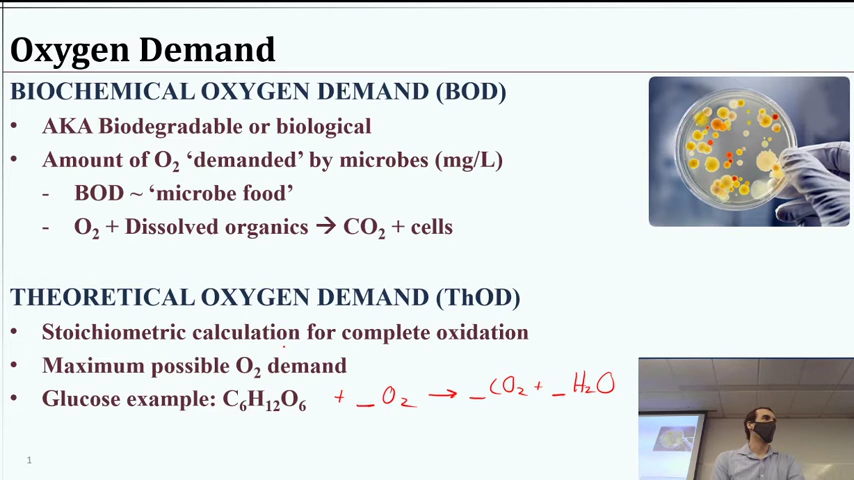 Oxygen Demand
BIOCHEMICAL OXYGEN DEMAND (BOD)
• AKA Biodegradable or biological
• Amount of O₂ ‘demanded’ by microbes (mg/L)
- BOD ~ ‘microbe food’
- O₂ + Dissolved organics → CO₂ + cells
THEORETICAL OXYGEN DEMAND (ThOD)
• Stoichiometric calculation for complete oxidation
• Maximum possible O₂ demand
• Glucose example: C₆H₁₂O₆ + _ O₂ → _ CO₂ + _ H₂O
1